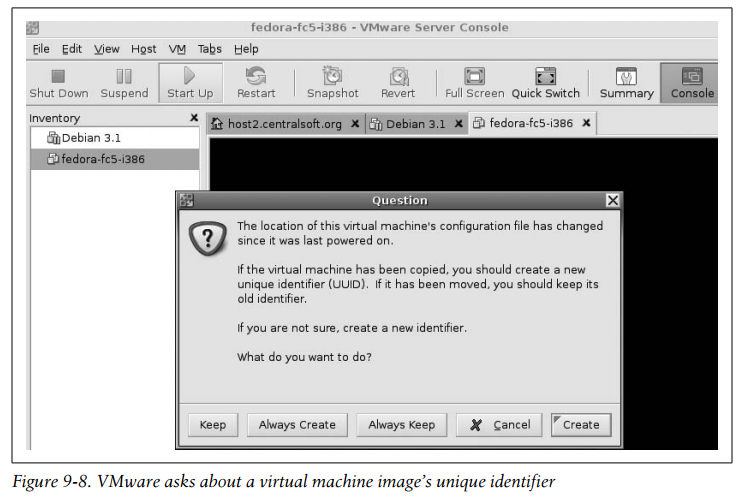 fedora-fc5-i386 - VMware Server Console
File Edit View Host VM Tabs Help
Shut Down Suspend Start Up Restart Snapshot Revert Full Screen Quick Switch Summary Console
Inventory x host2.centralsoft.org x Debian 3.1 x fedora-fc5-i386 x
Debian 3.1
fedora-fc5-i386
Question
The location of this virtual machine's configuration file has changed
since it was last powered on.
If the virtual machine has been copied, you should create a new
unique identifier (UUID). If it has been moved, you should keep its
old identifier.
If you are not sure, create a new identifier.
What do you want to do?
Keep Always Create Always Keep Cancel Create
Figure 9-8. VMware asks about a virtual machine image's unique identifier